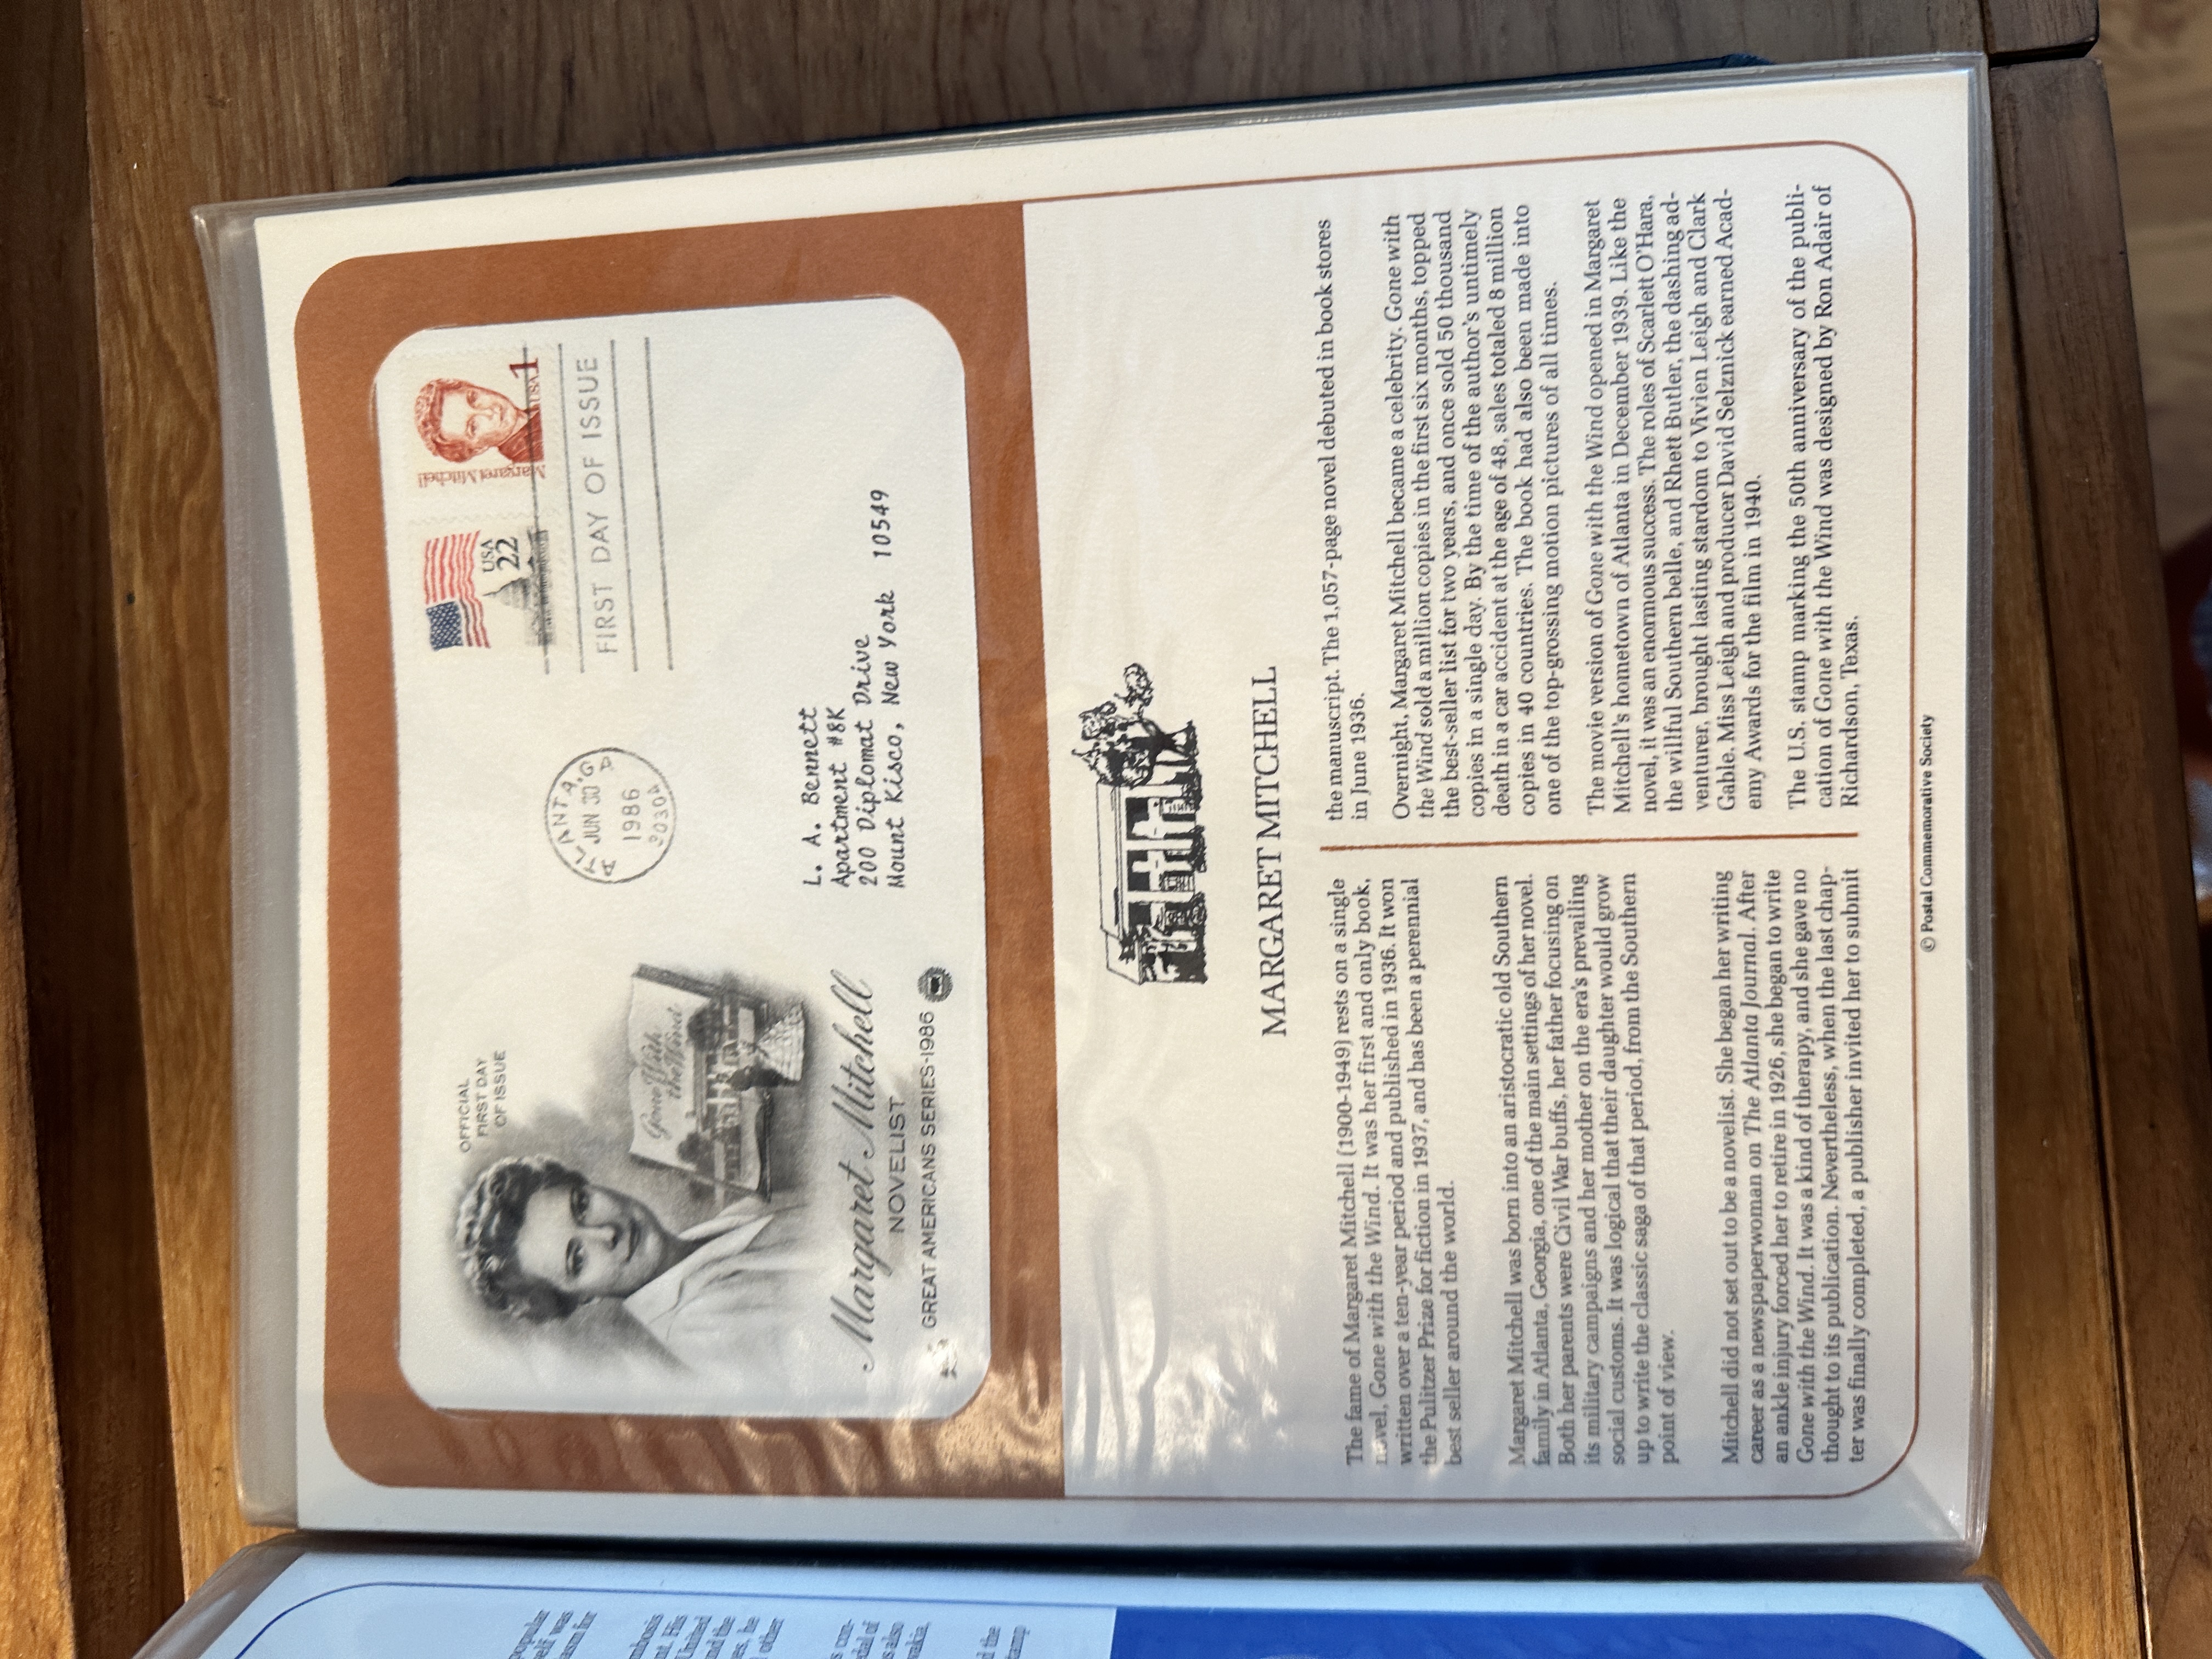 OFFICIAL
FIRST DAY
OF ISSUE
Gone With
the Wind
Margaret Mitchell
NOVELIST
GREAT AMERICANS SERIES-1986
ATLANTA, GA
JUN 30
1986
30304
USA
22
Margaret Mitchell
USA 1
FIRST DAY OF ISSUE
L. A. Bennett
Apartment #8K
200 Diplomat Drive
Mount Kisco, New York 10549
MARGARET MITCHELL
The fame of Margaret Mitchell (1900-1949) rests on a single
novel, Gone with the Wind. It was her first and only book,
written over a ten-year period and published in 1936. It won
the Pulitzer Prize for fiction in 1937, and has been a perennial
best seller around the world.
Margaret Mitchell was born into an aristocratic old Southern
family in Atlanta, Georgia, one of the main settings of her novel.
Both her parents were Civil War buffs, her father focusing on
its military campaigns and her mother on the era's prevailing
social customs. It was logical that their daughter would grow
up to write the classic saga of that period, from the Southern
point of view.
Mitchell did not set out to be a novelist. She began her writing
career as a newspaperwoman on The Atlanta Journal. After
an ankle injury forced her to retire in 1926, she began to write
Gone with the Wind. It was a kind of therapy, and she gave no
thought to its publication. Nevertheless, when the last chap-
ter was finally completed, a publisher invited her to submit
the manuscript. The 1,057-page novel debuted in book stores
in June 1936.
Overnight, Margaret Mitchell became a celebrity. Gone with
the Wind sold a million copies in the first six months, topped
the best-seller list for two years, and once sold 50 thousand
copies in a single day. By the time of the author's untimely
death in a car accident at the age of 48, sales totaled 8 million
copies in 40 countries. The book had also been made into
one of the top-grossing motion pictures of all times.
The movie version of Gone with the Wind opened in Margaret
Mitchell's hometown of Atlanta in December 1939. Like the
novel, it was an enormous success. The roles of Scarlett O'Hara,
the willful Southern belle, and Rhett Butler, the dashing ad-
venturer, brought lasting stardom to Vivien Leigh and Clark
Gable. Miss Leigh and producer David Selznick earned Acad-
emy Awards for the film in 1940.
The U.S. stamp marking the 50th anniversary of the publi-
cation of Gone with the Wind was designed by Ron Adair of
Richardson, Texas.
© Postal Commemorative Society
popular
self was
other
also
d the